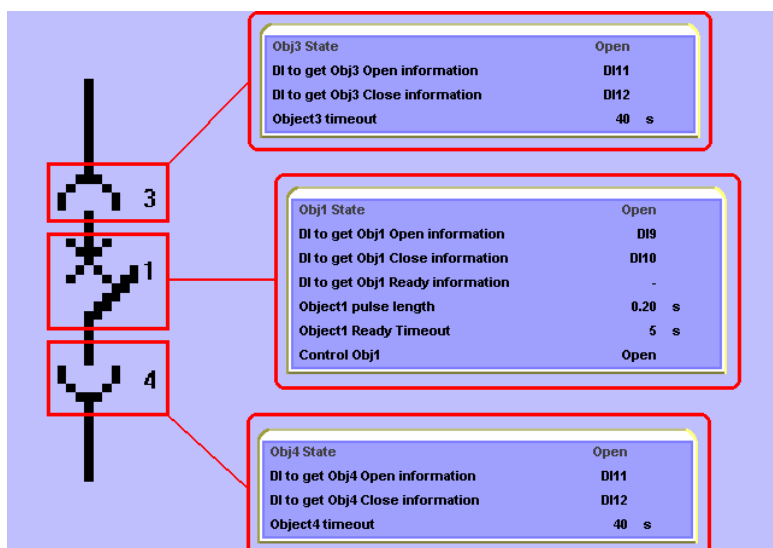 Obj3 State Open
DI to get Obj3 Open information DI11
DI to get Obj3 Close information DI12
Object3 timeout 40 s
3
Obj1 State Open
DI to get Obj1 Open information DI9
DI to get Obj1 Close information DI10
DI to get Obj1 Ready information -
Object1 pulse length 0.20 s
Object1 Ready Timeout 5 s
Control Obj1 Open
1
4
Obj4 State Open
DI to get Obj4 Open information DI11
DI to get Obj4 Close information DI12
Object4 timeout 40 s